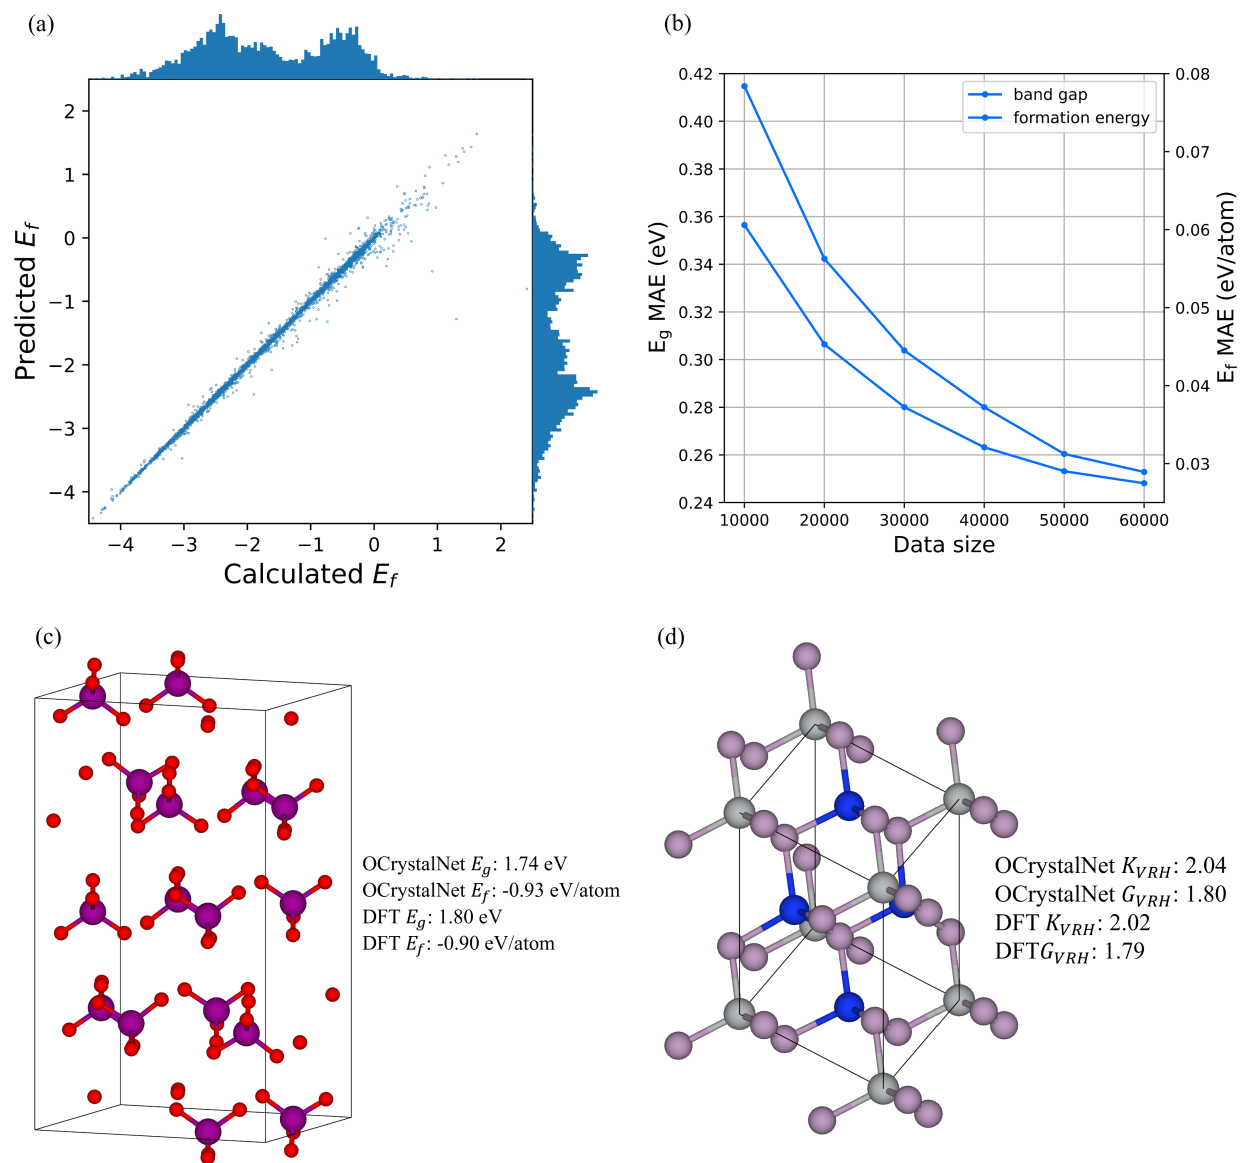 (a)
2
1
0
−1
−2
−3
−4
Predicted E_f
−4 −3 −2 −1 0 1 2
Calculated E_f
(b)
0.42
0.40
0.38
0.36
0.34
0.32
0.30
0.28
0.26
0.24
E_g MAE (eV)
band gap
formation energy
0.08
0.07
0.06
0.05
0.04
0.03
E_f MAE (eV/atom)
10000 20000 30000 40000 50000 60000
Data size
(c)
OCrystalNet E_g: 1.74 eV
OCrystalNet E_f: -0.93 eV/atom
DFT E_g: 1.80 eV
DFT E_f: -0.90 eV/atom
(d)
OCrystalNet K_VRH: 2.04
OCrystalNet G_VRH: 1.80
DFT K_VRH: 2.02
DFTG_VRH: 1.79